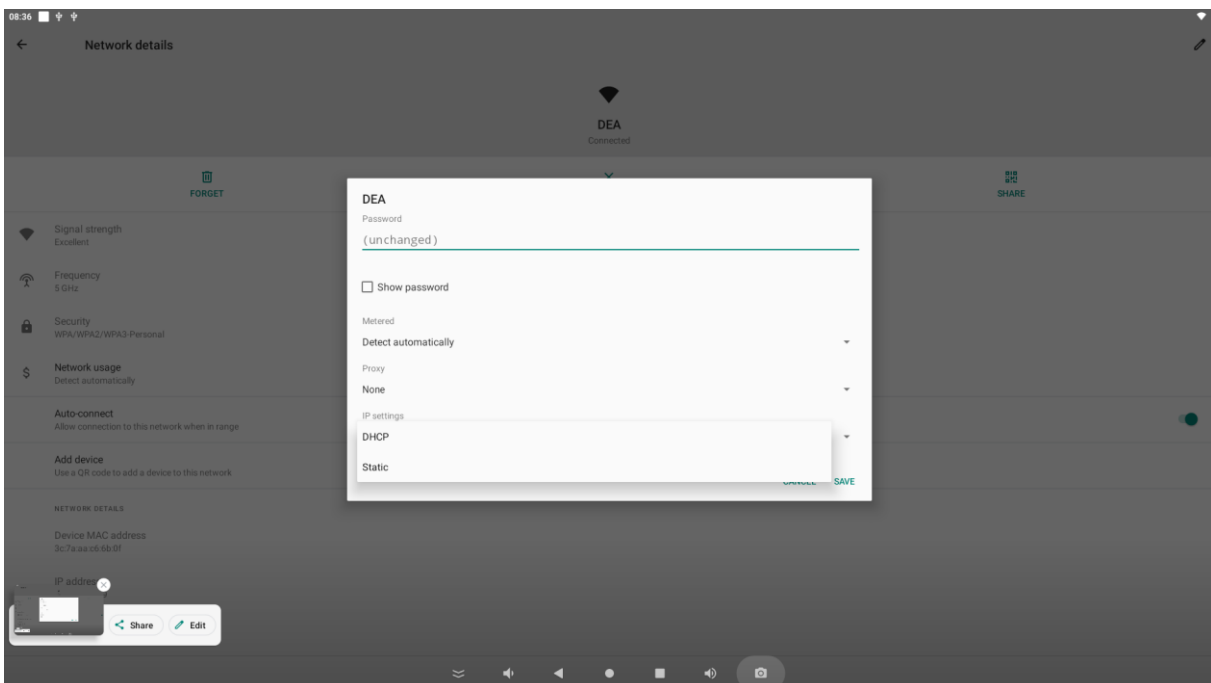 08:36
Network details
DEA
Connected
FORGET
SHARE
DEA
Password
(unchanged)
Show password
Metered
Detect automatically
Proxy
None
IP settings
DHCP
Static
CANCEL SAVE
Signal strength
Excellent
Frequency
5 GHz
Security
WPA/WPA2/WPA3-Personal
Network usage
Detect automatically
Auto-connect
Allow connection to this network when in range
Add device
Use a QR code to add a device to this network
NETWORK DETAILS
Device MAC address
3c:7a:aa:c6:6b:0f
IP address
Share Edit